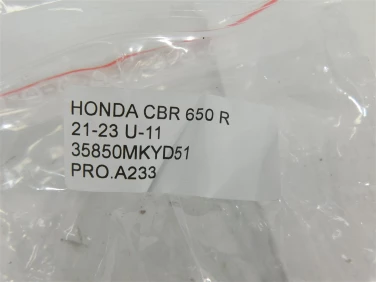 HONDA CBR 650 R
21-23 U-11
35850MKYD51
PRO.A233